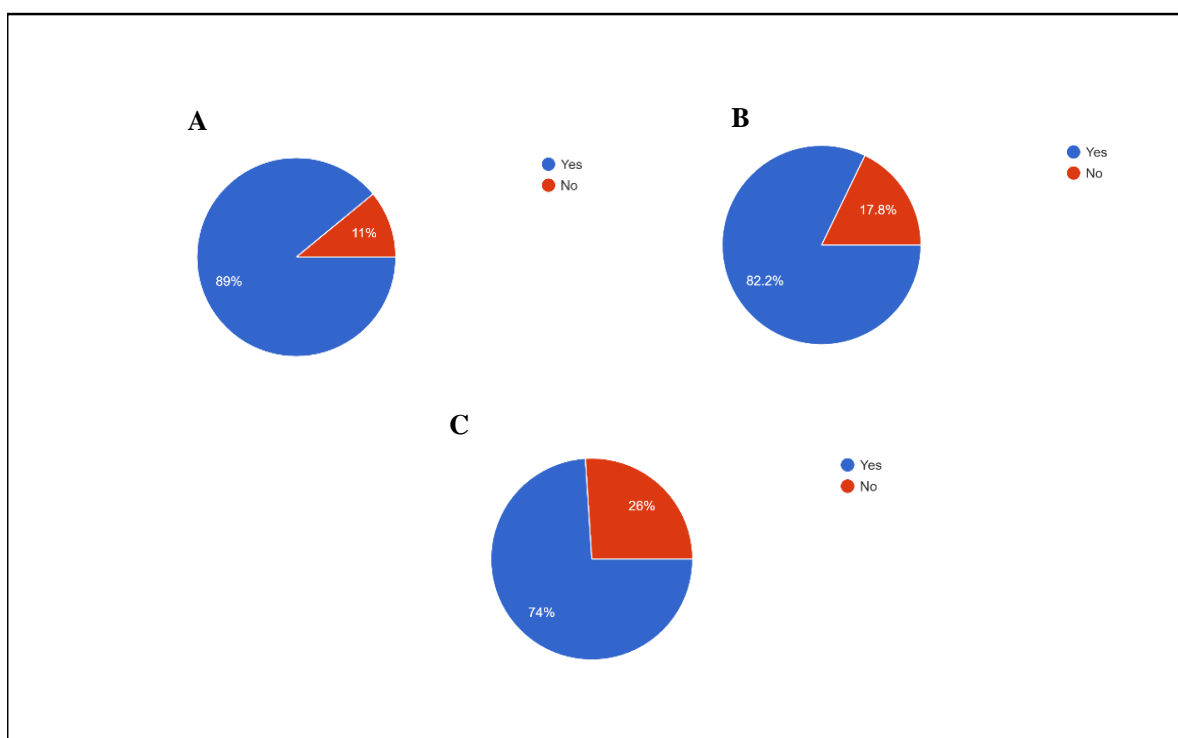 A
Yes
No
11%
89%
B
Yes
No
17.8%
82.2%
C
Yes
No
26%
74%